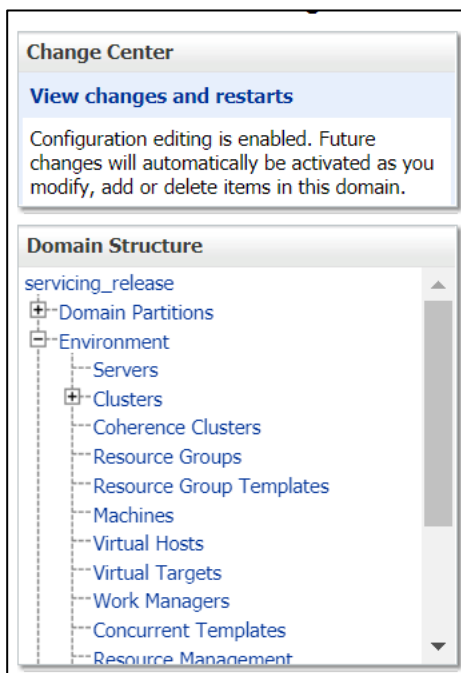 Change Center
View changes and restarts
Configuration editing is enabled. Future
changes will automatically be activated as you
modify, add or delete items in this domain.
Domain Structure
servicing_release
Domain Partitions
Environment
Servers
Clusters
Coherence Clusters
Resource Groups
Resource Group Templates
Machines
Virtual Hosts
Virtual Targets
Work Managers
Concurrent Templates
Resource Management